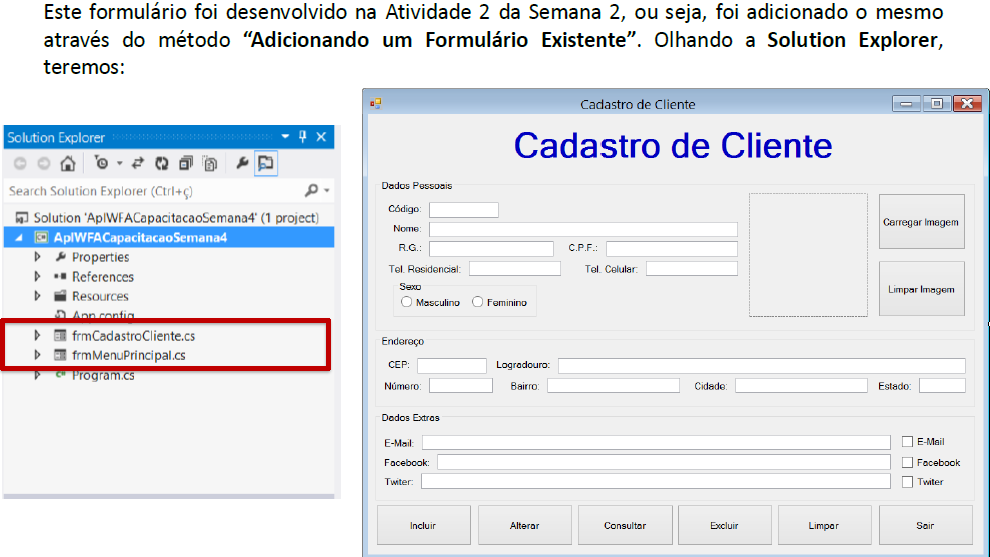 Este formulário foi desenvolvido na Atividade 2 da Semana 2, ou seja, foi adicionado o mesmo
através do método “Adicionando um Formulário Existente”. Olhando a Solution Explorer,
teremos:
Solution Explorer
Search Solution Explorer (Ctrl+ç)
Solution 'AplWFACapacitacaoSemana4' (1 project)
AplWFACapacitacaoSemana4
Properties
References
Resources
App.config
frmCadastroCliente.cs
frmMenuPrincipal.cs
Program.cs
Cadastro de Cliente
Cadastro de Cliente
Dados Pessoais
Código:
Nome:
R.G.: C.P.F.:
Tel. Residencial: Tel. Celular:
Sexo
Masculino Feminino
Carregar Imagem
Limpar Imagem
Endereço
CEP: Logradouro:
Número: Bairro: Cidade: Estado:
Dados Extras
E-Mail: E-Mail
Facebook: Facebook
Twiter: Twiter
Incluir Alterar Consultar Excluir Limpar Sair